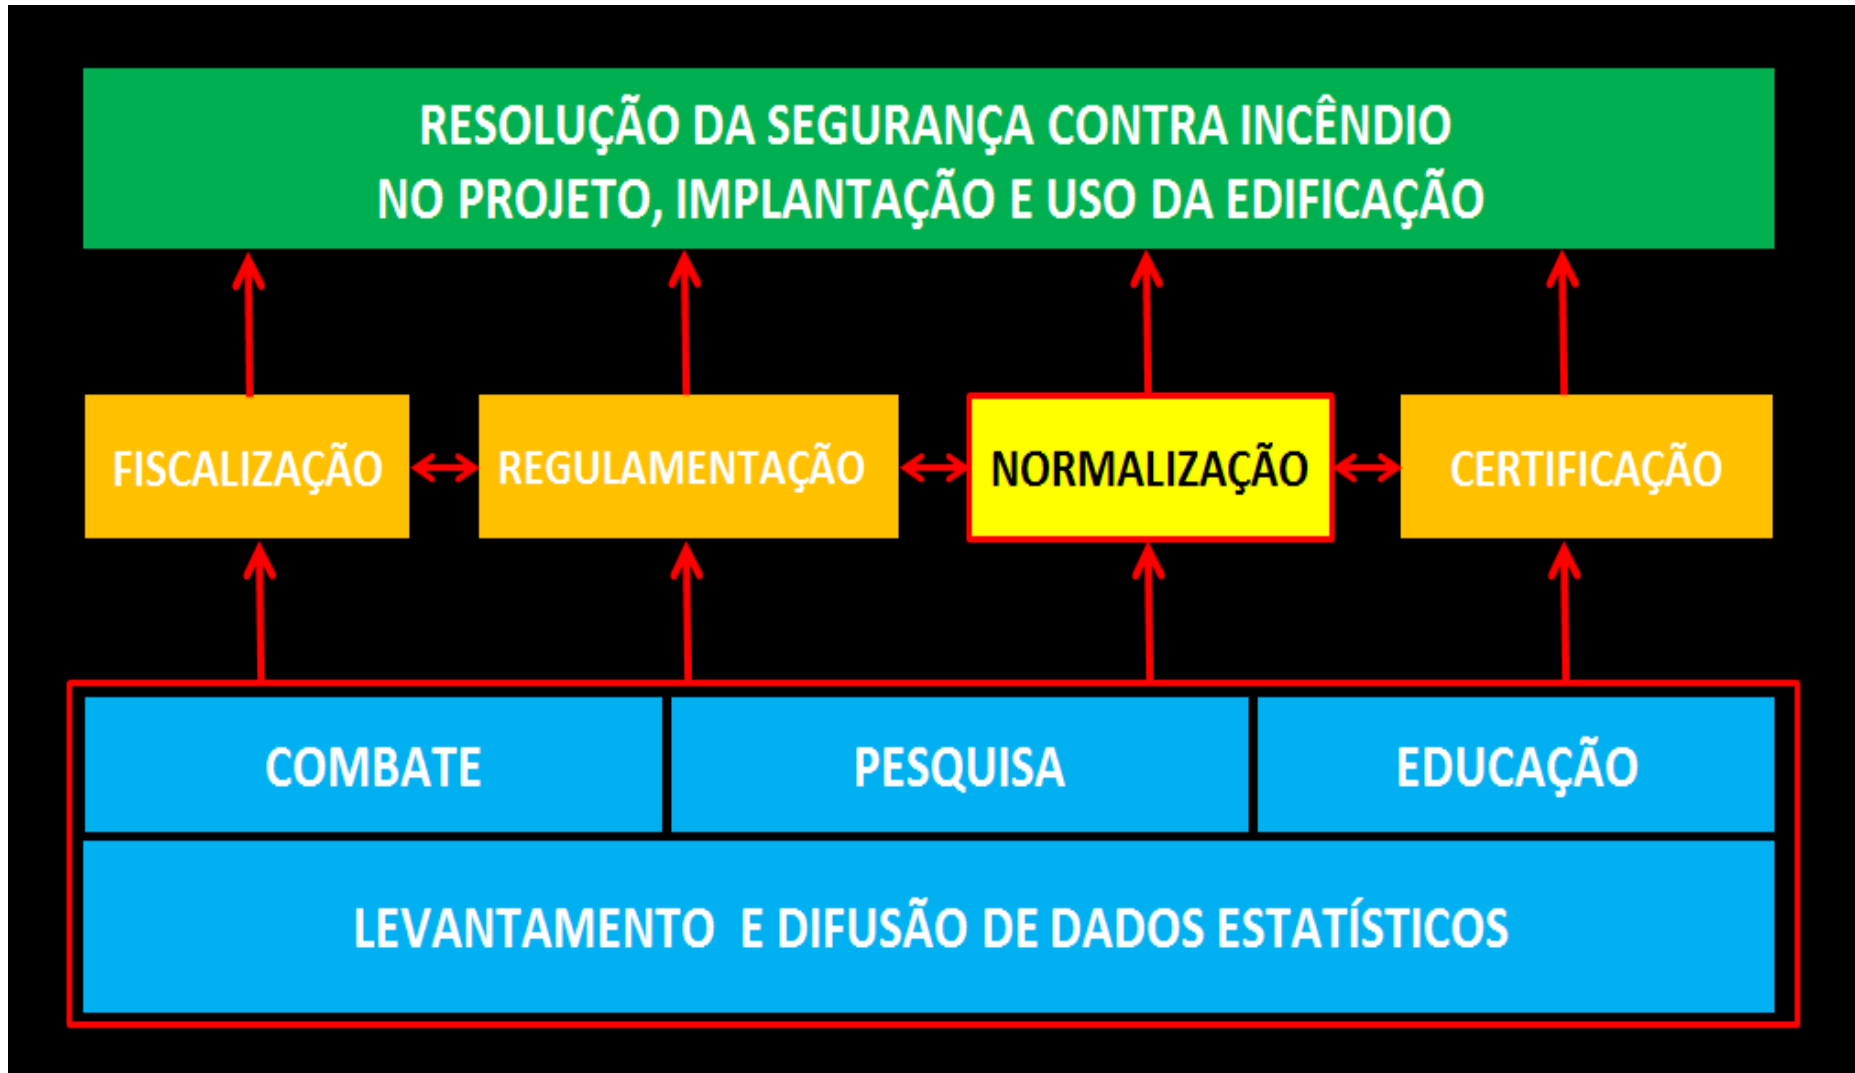 RESOLUÇÃO DA SEGURANÇA CONTRA INCÊNDIO
NO PROJETO, IMPLANTAÇÃO E USO DA EDIFICAÇÃO
FISCALIZAÇÃO
REGULAMENTAÇÃO
NORMALIZAÇÃO
CERTIFICAÇÃO
COMBATE
PESQUISA
EDUCAÇÃO
LEVANTAMENTO E DIFUSÃO DE DADOS ESTATÍSTICOS